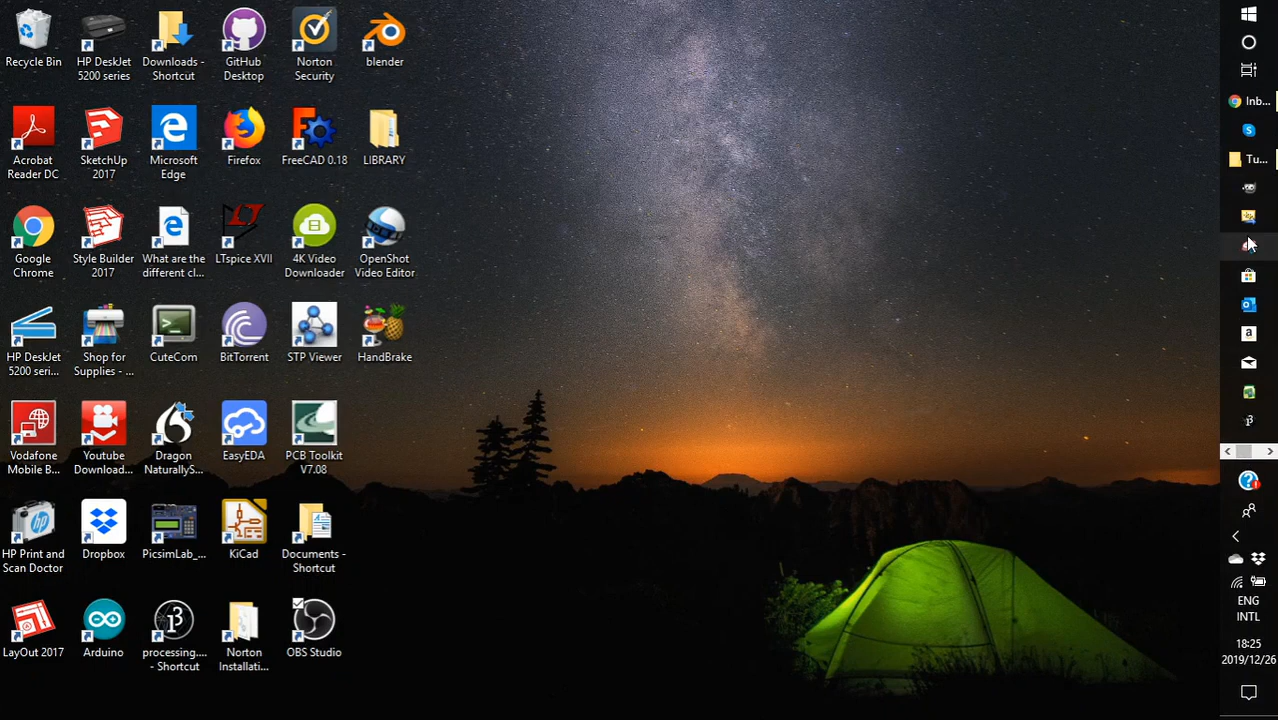 Recycle Bin
HP DeskJet
5200 series
Downloads -
Shortcut
GitHub
Desktop
Norton
Security
blender
Acrobat
Reader DC
SketchUp
2017
Microsoft
Edge
Firefox
FreeCAD 0.18
LIBRARY
Google
Chrome
Style Builder
2017
What are the
different cl...
LTspice XVII
4K Video
Downloader
OpenShot
Video Editor
HP DeskJet
5200 seri...
Shop for
Supplies - ...
CuteCom
BitTorrent
STP Viewer
HandBrake
Vodafone
Mobile B...
Youtube
Download...
Dragon
NaturallyS...
EasyEDA
PCB Toolkit
V7.08
HP Print and
Scan Doctor
Dropbox
PicsimLab_...
KiCad
Documents -
Shortcut
LayOut 2017
Arduino
processing....
- Shortcut
Norton
Installati...
OBS Studio
Inb...
Tu...
ENG
INTL
18:25
2019/12/26